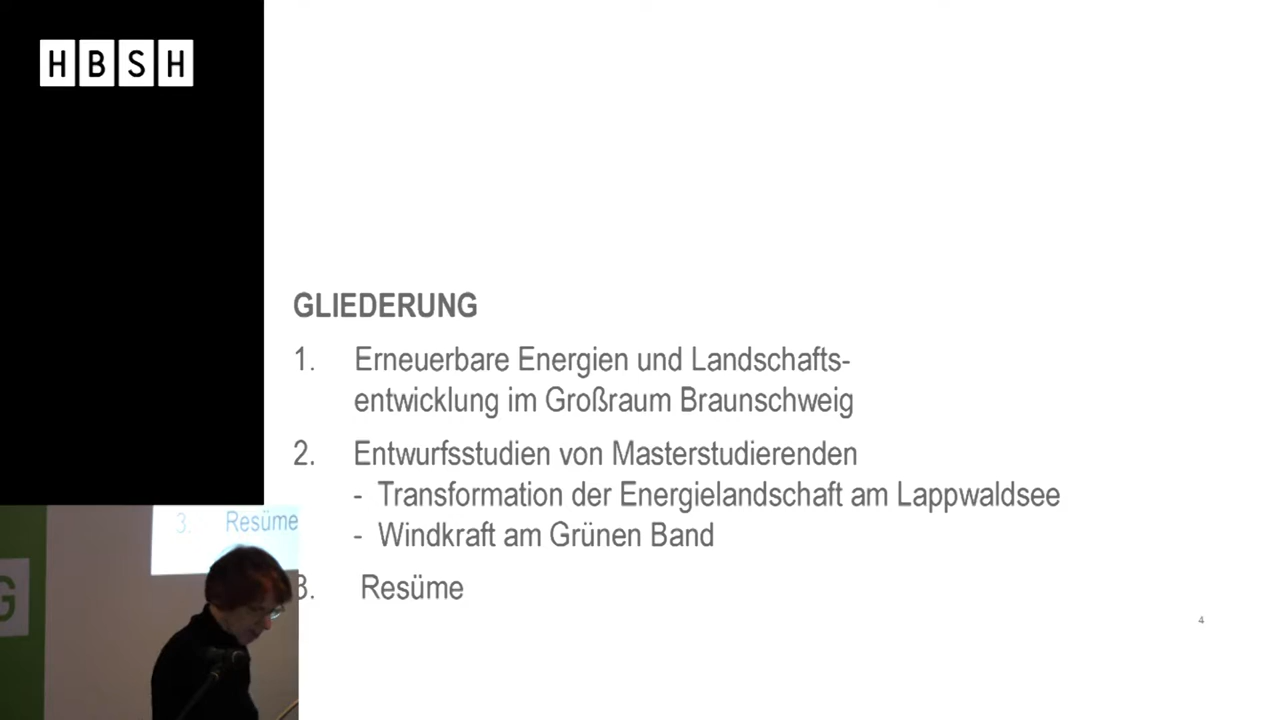 HBSH
GLIEDERUNG
1. Erneuerbare Energien und Landschafts-
entwicklung im Großraum Braunschweig
2. Entwurfsstudien von Masterstudierenden
- Transformation der Energielandschaft am Lappwaldsee
- Windkraft am Grünen Band
3. Resüme
4
3. Resüme
G